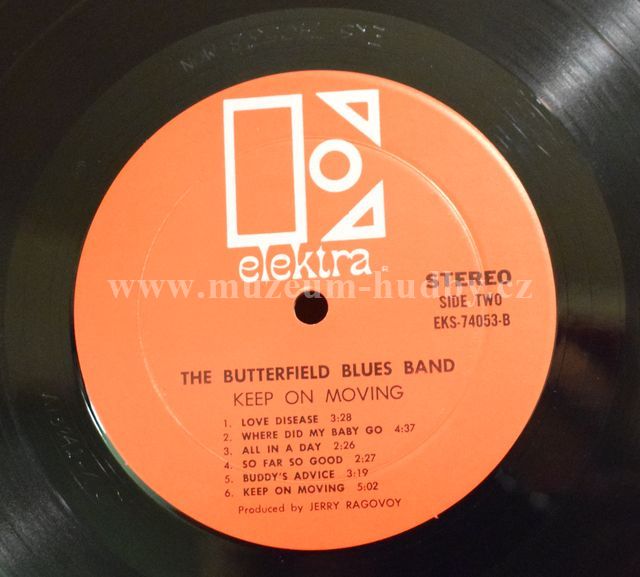 elektra
STEREO
SIDE TWO
EKS-74053-B
www.muzeum-hudby.cz
THE BUTTERFIELD BLUES BAND
KEEP ON MOVING
1. LOVE DISEASE 3:28
2. WHERE DID MY BABY GO 4:37
3. ALL IN A DAY 2:26
4. SO FAR SO GOOD 2:27
5. BUDDY'S ADVICE 3:19
6. KEEP ON MOVING 5:02
Produced by JERRY RAGOVOY